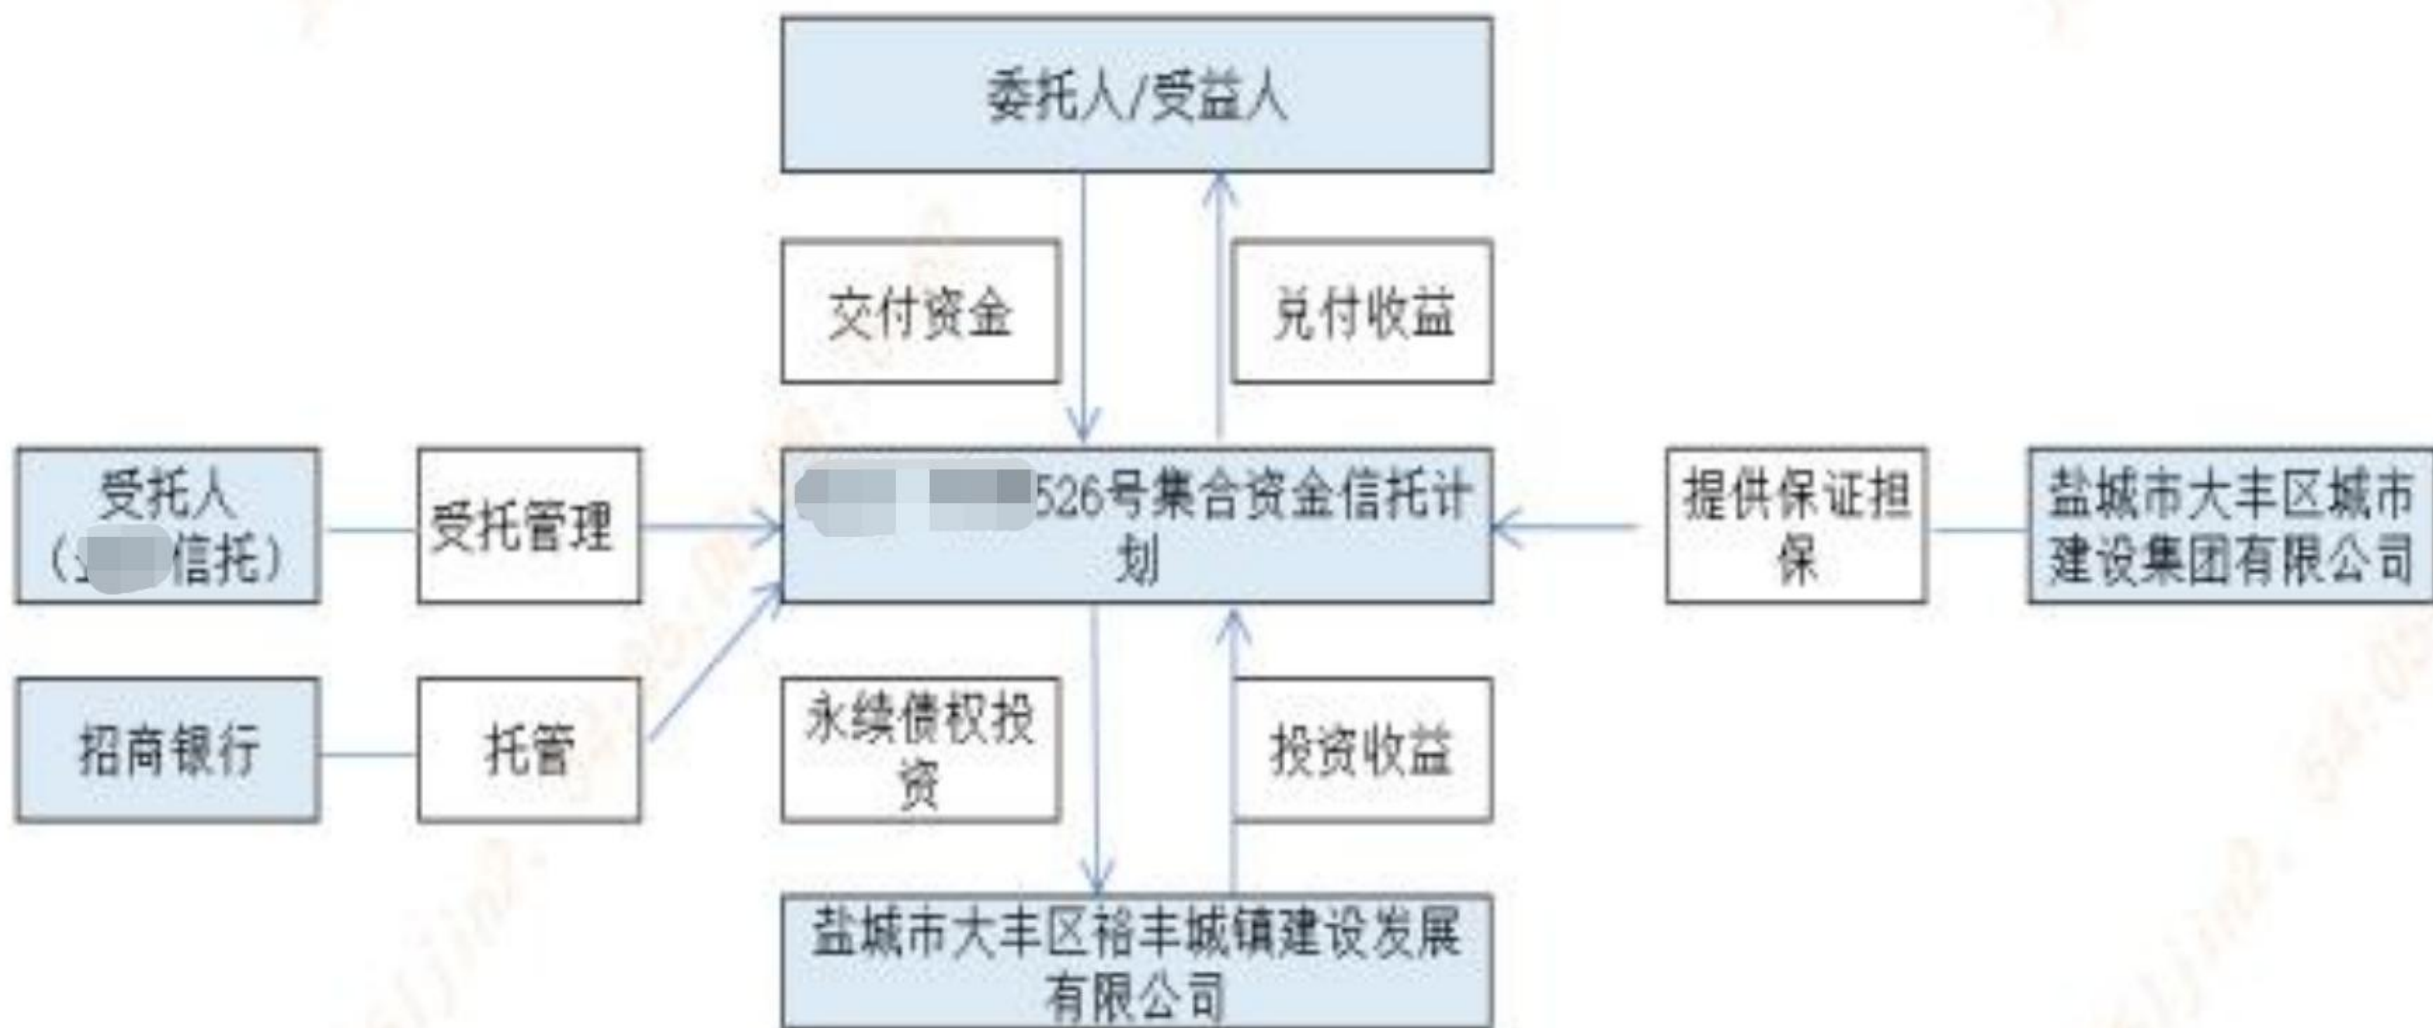 委托人/受益人
交付资金
兑付收益
受托人
信托）
受托管理
526号集合资金信托计
划
提供保证担
保
盐城市大丰区城市
建设集团有限公司
招商银行
托管
永续债权投
资
投资收益
盐城市大丰区裕丰城镇建设发展
有限公司